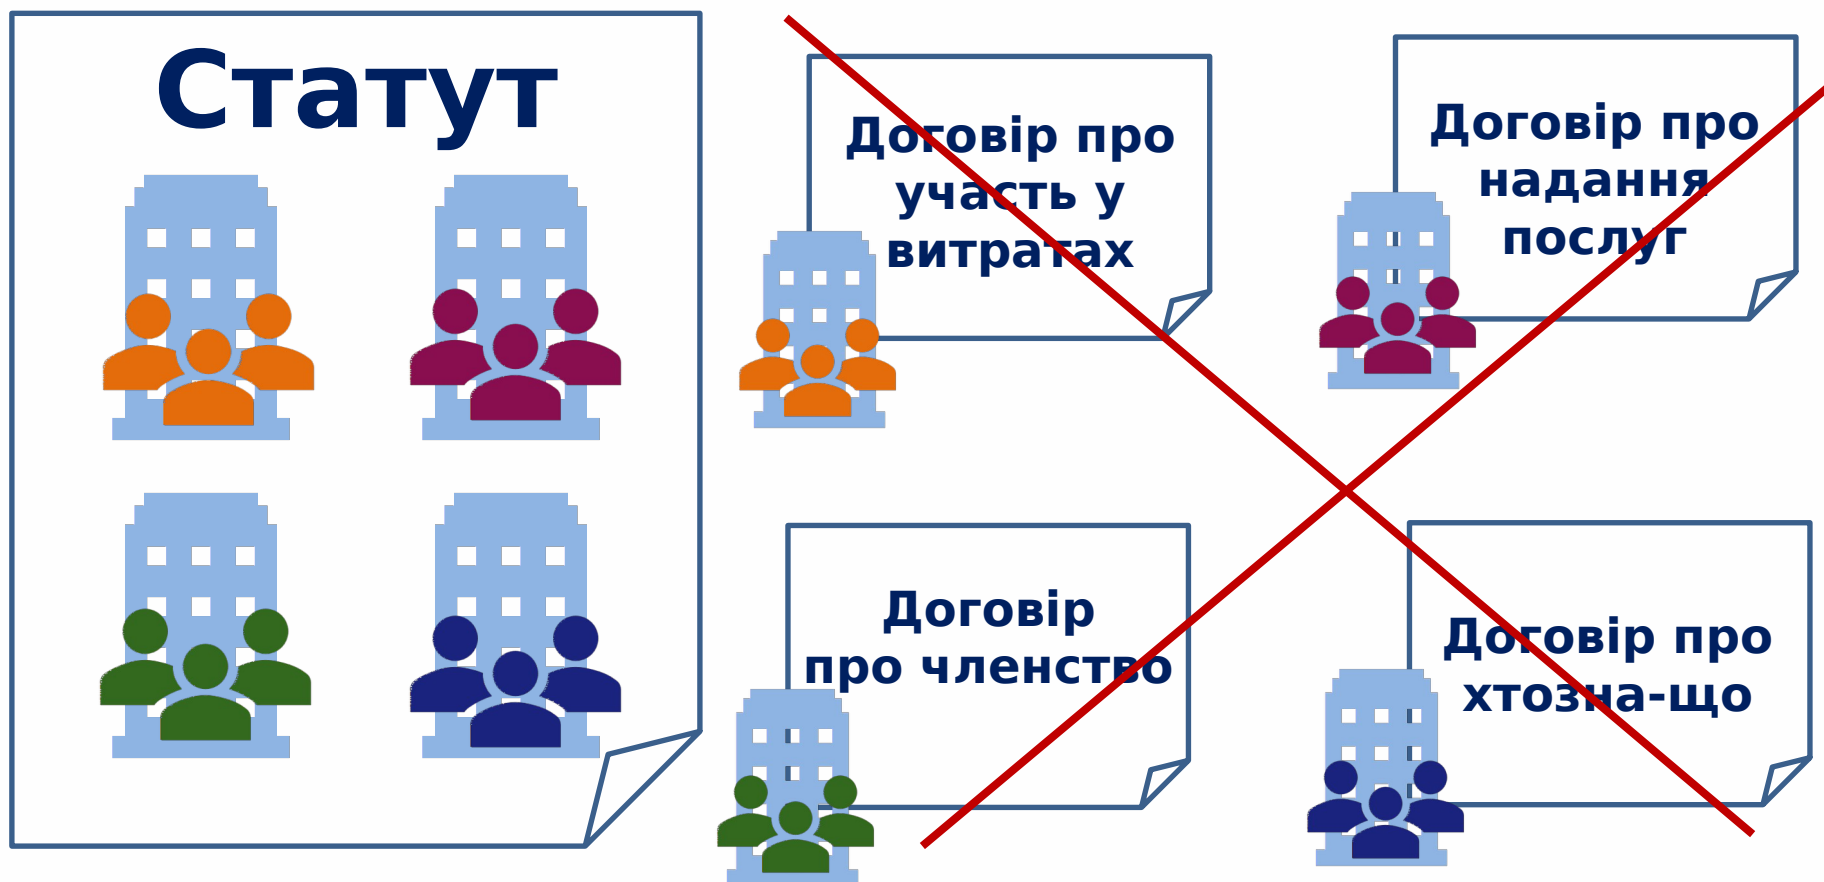 Статут
Договір про
участь у
витратах
Договір про
надання
послуг
Договір
про членство
Договір про
хтозна-що